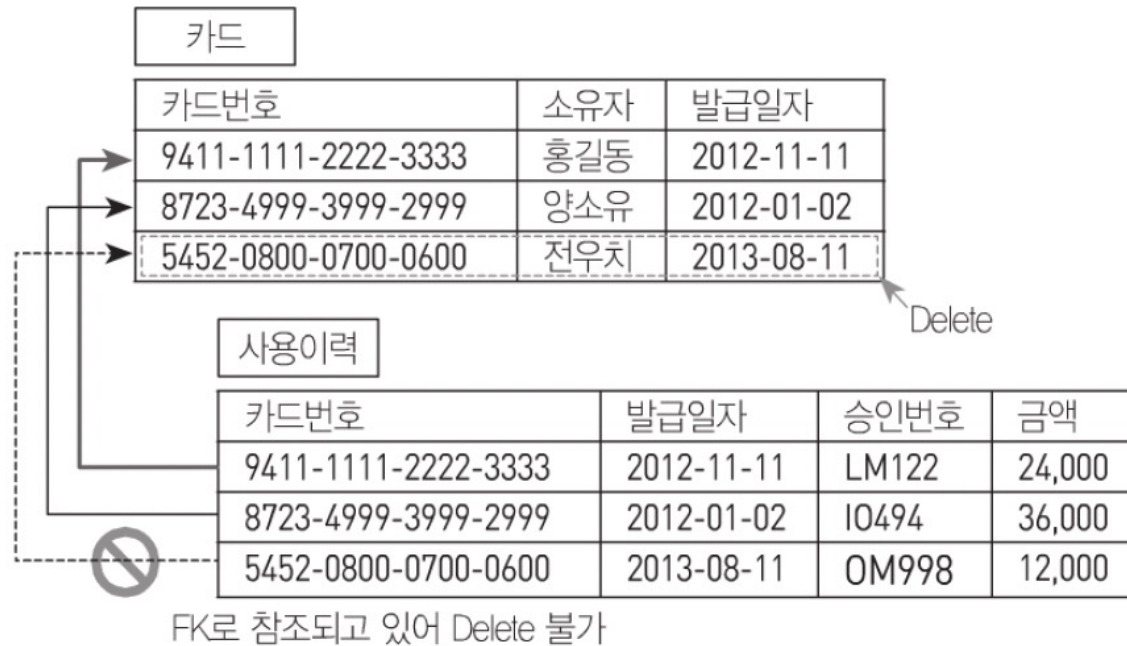 카드
카드번호 소유자 발급일자
9411-1111-2222-3333 홍길동 2012-11-11
8723-4999-3999-2999 양소유 2012-01-02
5452-0800-0700-0600 전우치 2013-08-11
Delete
사용이력
카드번호 발급일자 승인번호 금액
9411-1111-2222-3333 2012-11-11 LM122 24,000
8723-4999-3999-2999 2012-01-02 IO494 36,000
5452-0800-0700-0600 2013-08-11 OM998 12,000
FK로 참조되고 있어 Delete 불가